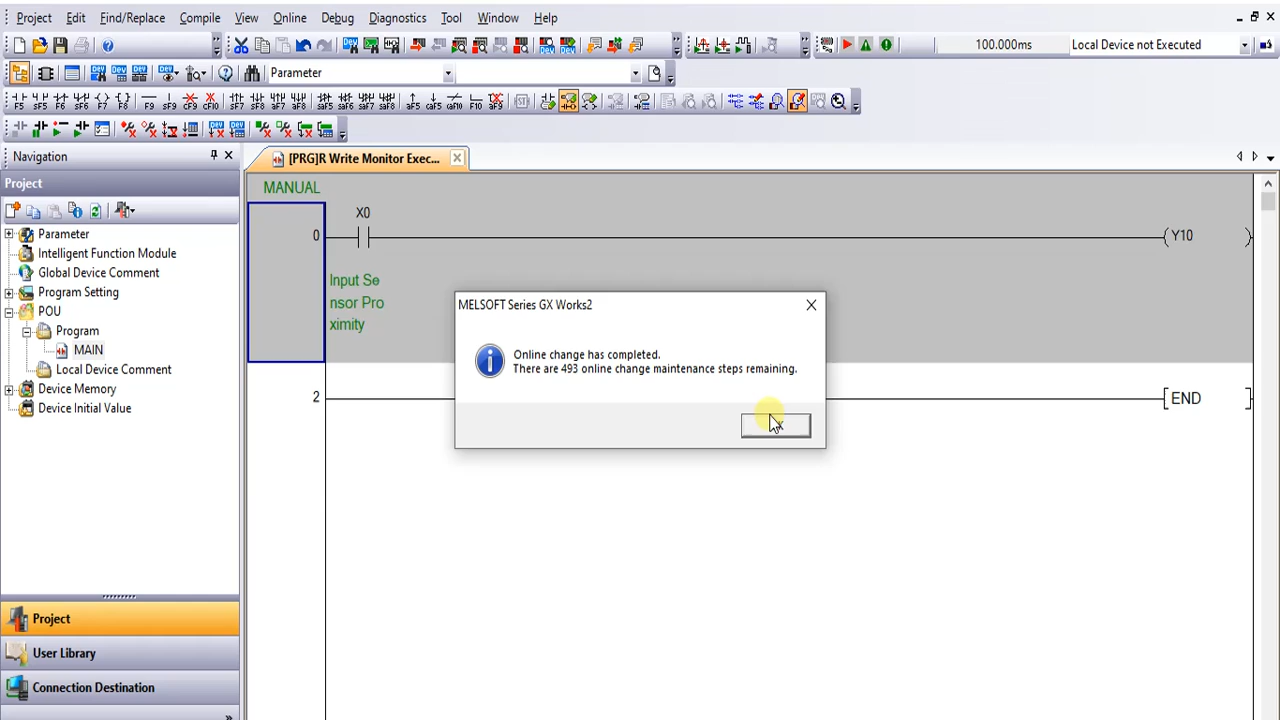 Project Edit Find/Replace Compile View Online Debug Diagnostics Tool Window Help
100.000ms Local Device not Executed
Parameter
Navigation
[PRG]R Write Monitor Exec...
Project
MANUAL
Parameter
Intelligent Function Module
Global Device Comment
Program Setting
POU
Program
MAIN
Local Device Comment
Device Memory
Device Initial Value
X0
0
Y10
Input Se
nsor Pro
ximity
MELSOFT Series GX Works2
Online change has completed.
There are 493 online change maintenance steps remaining.
2
END
Project
User Library
Connection Destination